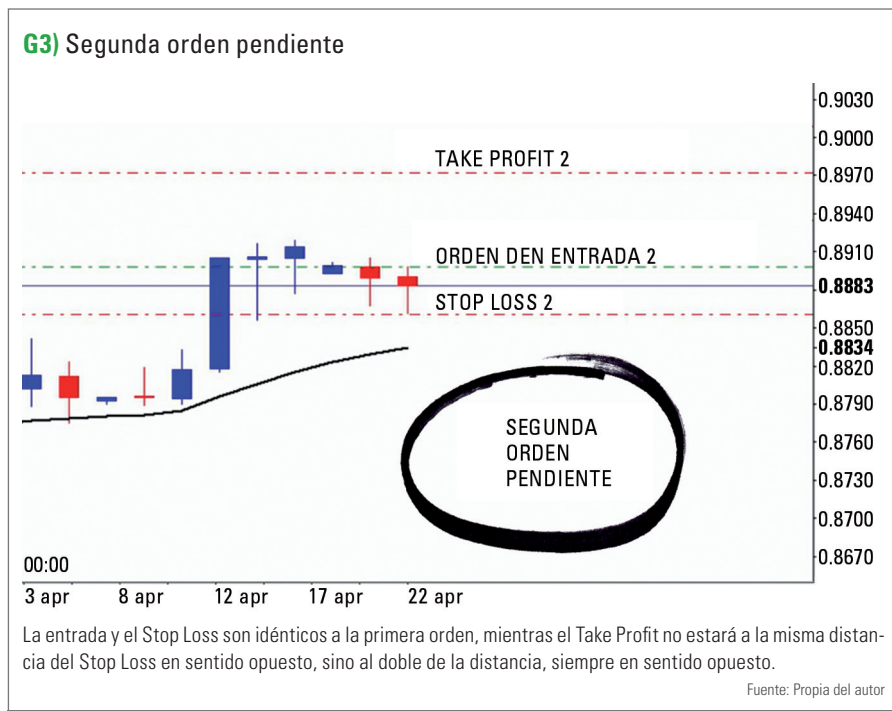 G3) Segunda orden pendiente
0.9030
0.9000
TAKE PROFIT 2
0.8970
0.8940
ORDEN DEN ENTRADA 2
0.8910
0.8883
STOP LOSS 2
0.8850
0.8834
0.8820
0.8790
SEGUNDA
ORDEN
PENDIENTE
0.8760
0.8730
0.8700
0.8670
00:00
3 apr 8 apr 12 apr 17 apr 22 apr
La entrada y el Stop Loss son idénticos a la primera orden, mientras el Take Profit no estará a la misma distan-
cia del Stop Loss en sentido opuesto, sino al doble de la distancia, siempre en sentido opuesto.
Fuente: Propia del autor